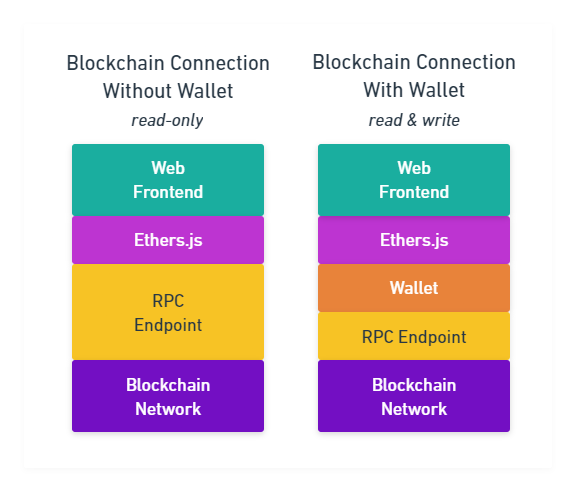 Blockchain Connection
Without Wallet
read-only
Web
Frontend
Ethers.js
RPC
Endpoint
Blockchain
Network
Blockchain Connection
With Wallet
read & write
Web
Frontend
Ethers.js
Wallet
RPC Endpoint
Blockchain
Network